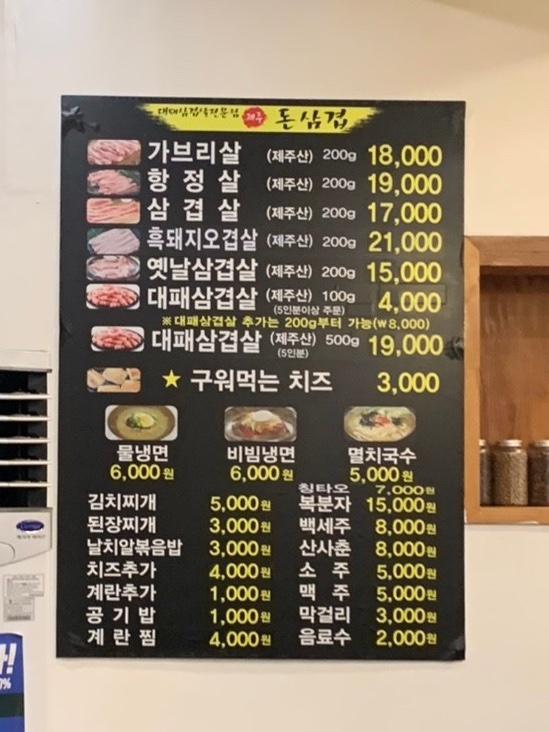 대패삼겹살전문점 제주 돈삼겹
가브리살 (제주산) 200g 18,000
항정살 (제주산) 200g 19,000
삼겹살 (제주산) 200g 17,000
흑돼지오겹살 (제주산) 200g 21,000
옛날삼겹살 (제주산) 200g 15,000
대패삼겹살 (제주산) 100g 4,000
(5인분이상 주문)
※대패삼겹살 추가는 200g부터 가능(₩8,000)
대패삼겹살 (제주산) 500g 19,000
(5인분)
★ 구워먹는 치즈 3,000
물냉면 비빔냉면 멸치국수
6,000원 6,000원 5,000원
칭타오 7,000원
김치찌개 5,000원 복분자 15,000원
된장찌개 3,000원 백세주 8,000원
날치알볶음밥 3,000원 산사춘 8,000원
치즈추가 4,000원 소주 5,000원
계란추가 1,000원 맥주 5,000원
공기밥 1,000원 막걸리 3,000원
계란찜 4,000원 음료수 2,000원